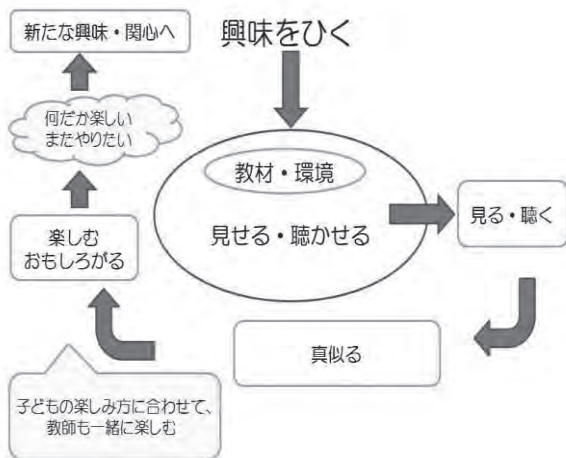 新たな興味・関心へ
興味をひく
何だか楽しい
またやりたい
教材・環境
見せる・聴かせる
見る・聴く
楽しむ
おもしろがる
真似る
子どもの楽しみ方に合わせて、
教師も一緒に楽しむ